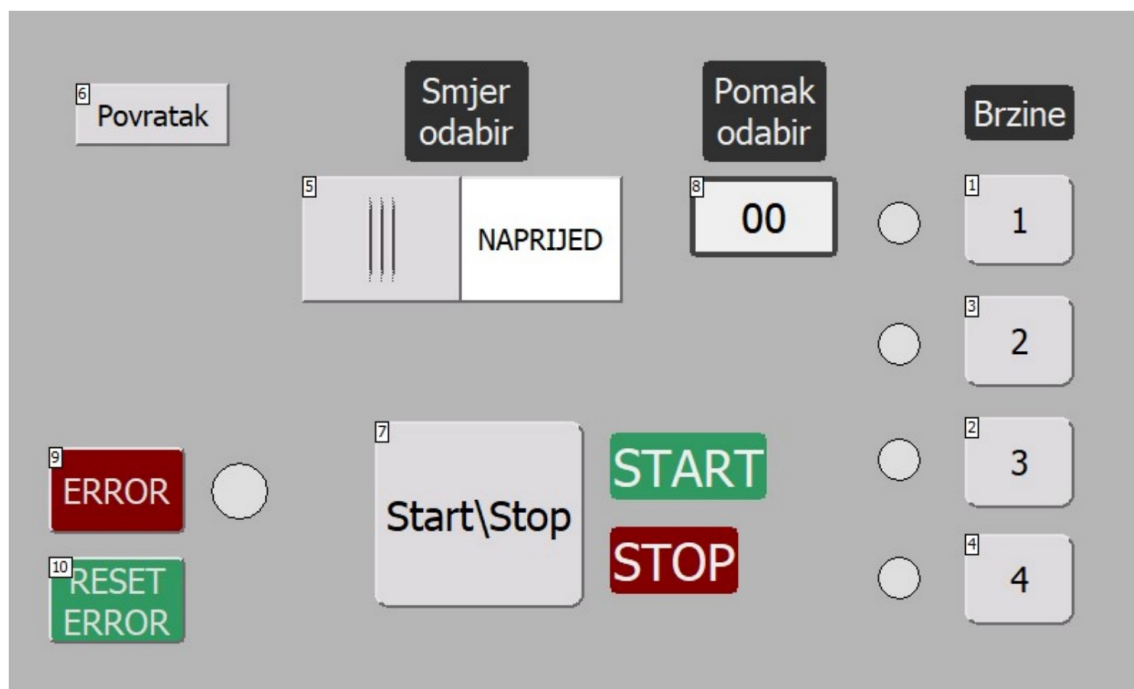 6
Povratak
Smjer
odabir
Pomak
odabir
Brzine
5
NAPRIJED
8
00
1
1
3
2
2
3
4
4
7
Start\Stop
START
STOP
9
ERROR
10
RESET
ERROR